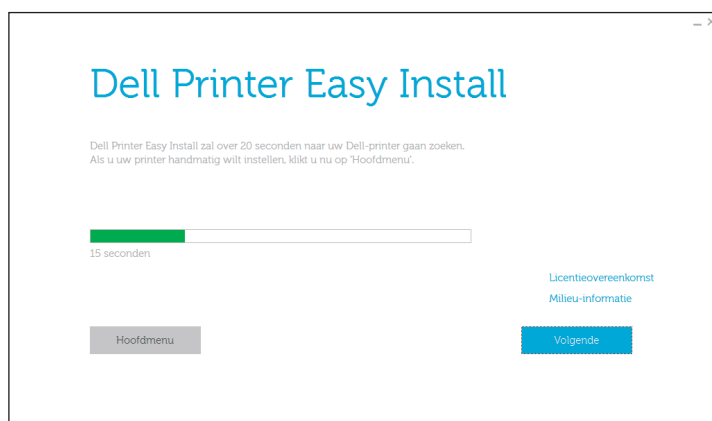 Dell Printer Easy Install
Dell Printer Easy Install zal over 20 seconden naar uw Dell-printer gaan zoeken.
Als u uw printer handmatig wilt instellen, klikt u nu op 'Hoofdmenu'.
15 seconden
Licentieovereenkomst
Milieu-informatie
Hoofdmenu
Volgende